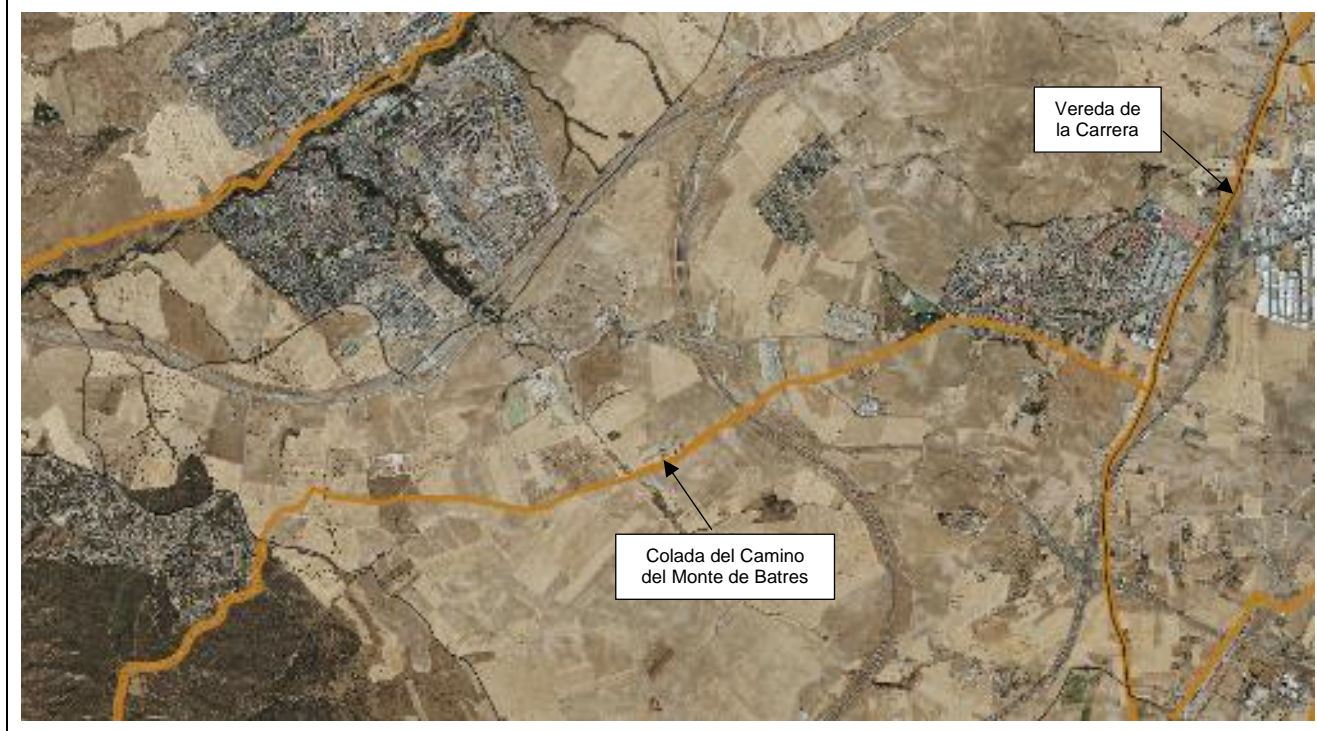 Vereda de
la Carrera
Colada del Camino
del Monte de Batres